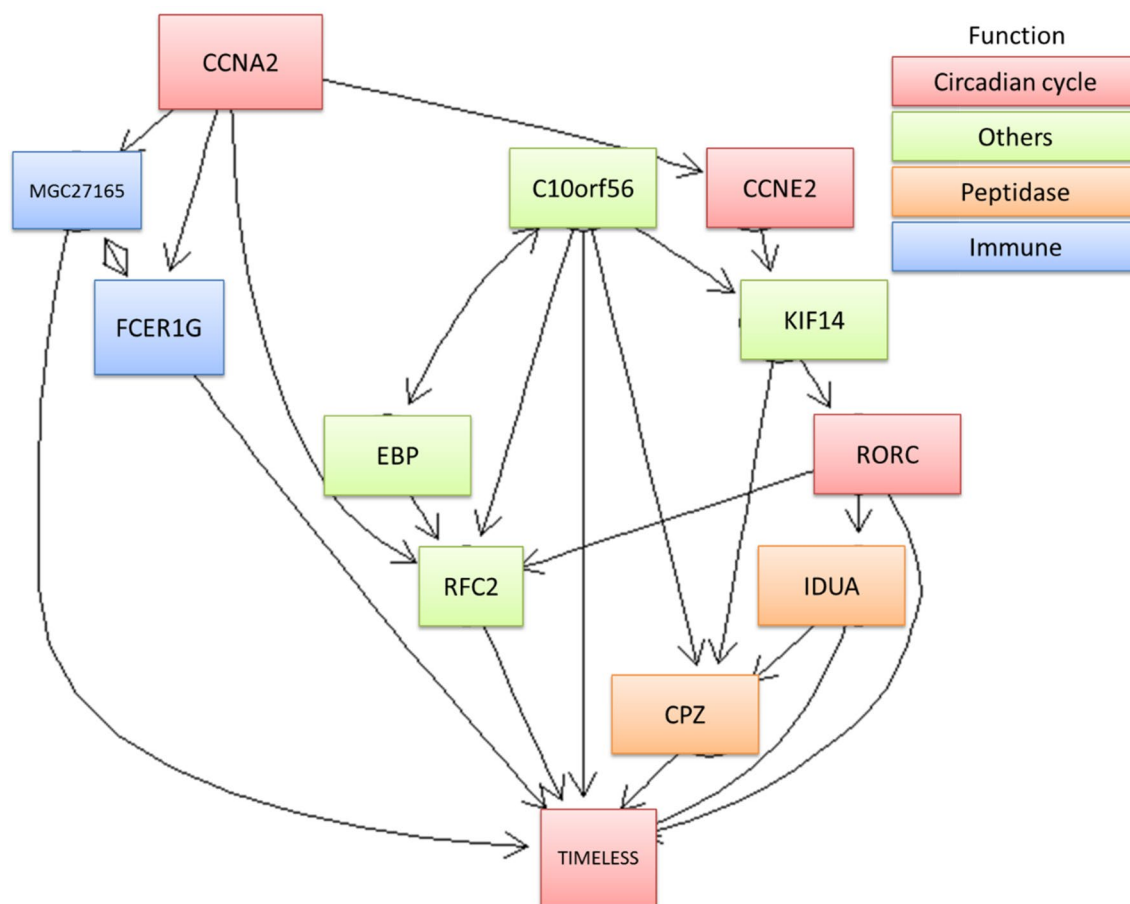 CCNA2
Function
Circadian cycle
Others
Peptidase
Immune
MGC27165
C10orf56
CCNE2
FCER1G
KIF14
EBP
RORC
RFC2
IDUA
CPZ
TIMELESS